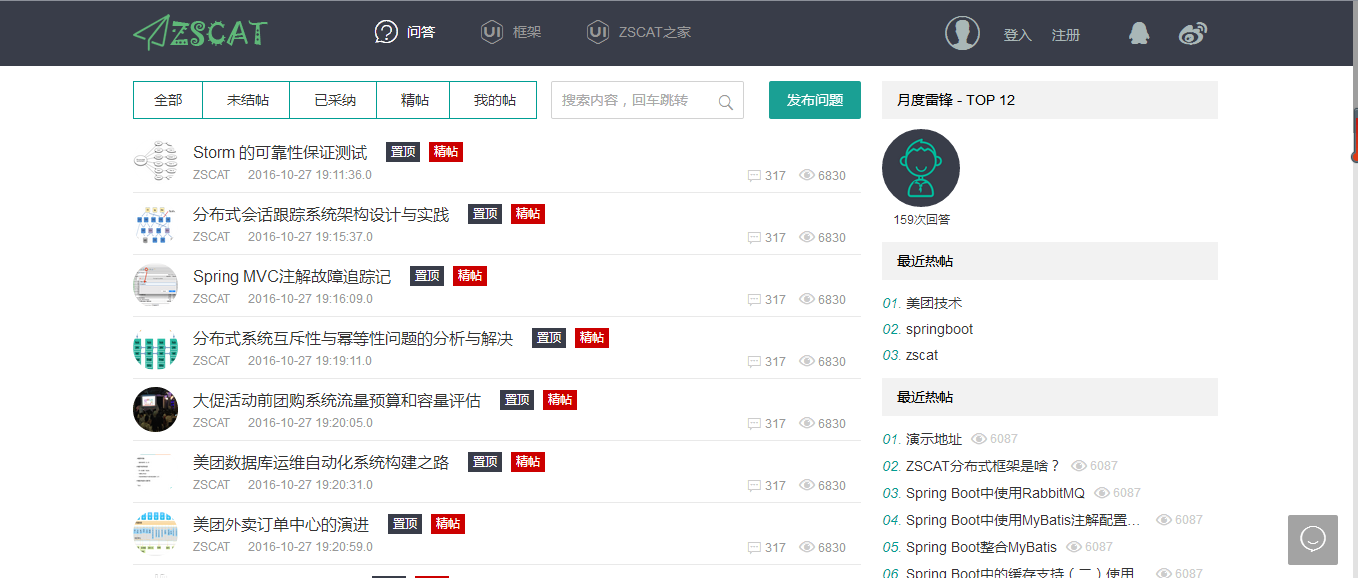 ZSCAT 问答 UI 框架 UI ZSCAT之家 登入 注册
全部 未结帖 已采纳 精帖 我的帖 搜索内容，回车跳转 发布问题
Storm 的可靠性保证测试 置顶 精帖
ZSCAT 2016-10-27 19:11:36.0 317 6830
分布式会话跟踪系统架构设计与实践 置顶 精帖
ZSCAT 2016-10-27 19:15:37.0 317 6830
Spring MVC注解故障追踪记 置顶 精帖
ZSCAT 2016-10-27 19:16:09.0 317 6830
分布式系统互斥性与幂等性问题的分析与解决 置顶 精帖
ZSCAT 2016-10-27 19:19:11.0 317 6830
大促活动前团购系统流量预算和容量评估 置顶 精帖
ZSCAT 2016-10-27 19:20:05.0 317 6830
美团数据库运维自动化系统构建之路 置顶 精帖
ZSCAT 2016-10-27 19:20:31.0 317 6830
美团外卖订单中心的演进 置顶 精帖
ZSCAT 2016-10-27 19:20:59.0 317 6830
月度雷锋 - TOP 12
159次回答
最近热帖
01. 美团技术
02. springboot
03. zscat
最近热帖
01. 演示地址 6087
02. ZSCAT分布式框架是啥？ 6087
03. Spring Boot中使用RabbitMQ 6087
04. Spring Boot中使用MyBatis注解配置... 6087
05. Spring Boot整合MyBatis 6087
06. Spring Boot中的缓存支持（二）使用 6087